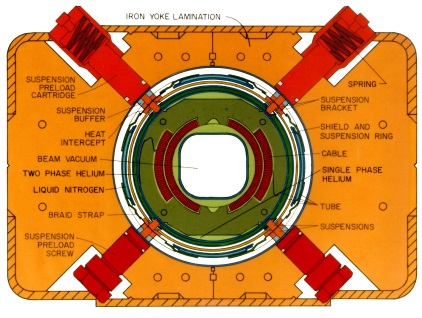 IRON YOKE LAMINATION
SUSPENSION
PRELOAD
CARTRIDGE
SUSPENSION
BUFFER
HEAT
INTERCEPT
BEAM VACUUM
TWO PHASE HELIUM
LIQUID NITROGEN
BRAID STRAP
SUSPENSION
PRELOAD
SCREW
SPRING
SUSPENSION
BRACKET
SHIELD AND
SUSPENSION RING
CABLE
SINGLE PHASE
HELIUM
TUBE
SUSPENSIONS